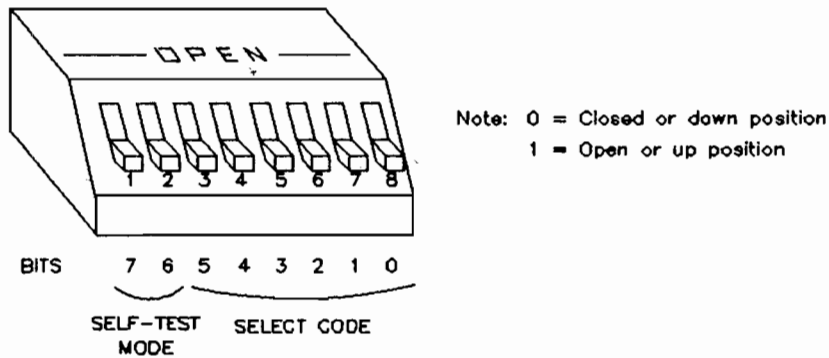 OPEN
Note: 0 = Closed or down position
1 = Open or up position
1 2 3 4 5 6 7 8
BITS 7 6 5 4 3 2 1 0
SELF-TEST SELECT CODE
MODE